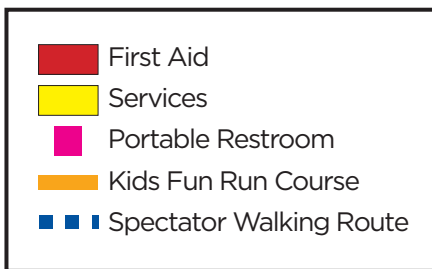 First Aid
Services
Portable Restroom
Kids Fun Run Course
Spectator Walking Route